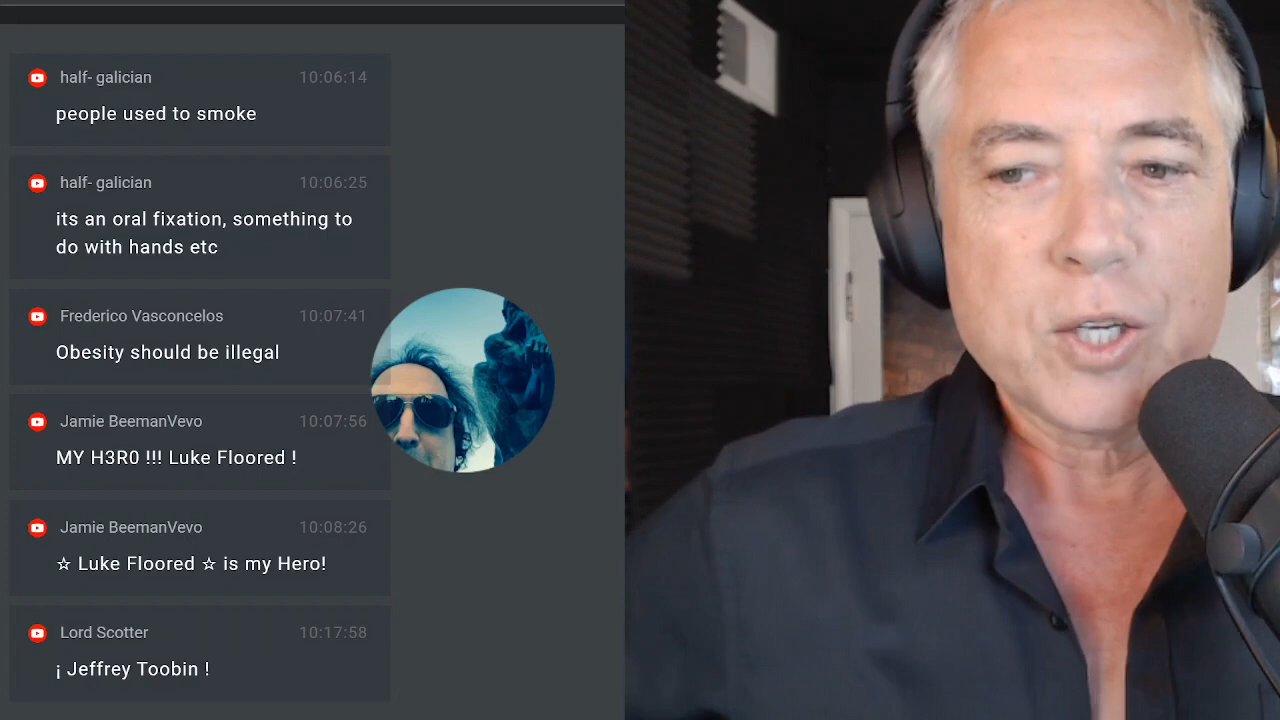 half- galician 10:06:14
people used to smoke
half- galician 10:06:25
its an oral fixation, something to
do with hands etc
Frederico Vasconcelos 10:07:41
Obesity should be illegal
Jamie BeemanVevo 10:07:56
MY H3R0 !!! Luke Floored !
Jamie BeemanVevo 10:08:26
☆ Luke Floored ☆ is my Hero!
Lord Scotter 10:17:58
¡ Jeffrey Toobin !